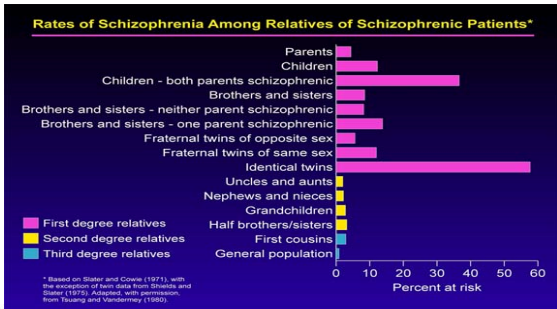 Rates of Schizophrenia Among Relatives of Schizophrenic Patients*
Parents
Children
Children - both parents schizophrenic
Brothers and sisters
Brothers and sisters - neither parent schizophrenic
Brothers and sisters - one parent schizophrenic
Fraternal twins of opposite sex
Fraternal twins of same sex
Identical twins
Uncles and aunts
Nephews and nieces
Grandchildren
Half brothers/sisters
First cousins
General population
First degree relatives
Second degree relatives
Third degree relatives
0 10 20 30 40 50 60
Percent at risk
* Based on Slater and Cowie (1971), with
the exception of twin data from Shields and
Slater (1975). Adapted, with permission,
from Tsuang and Vandermey (1980).